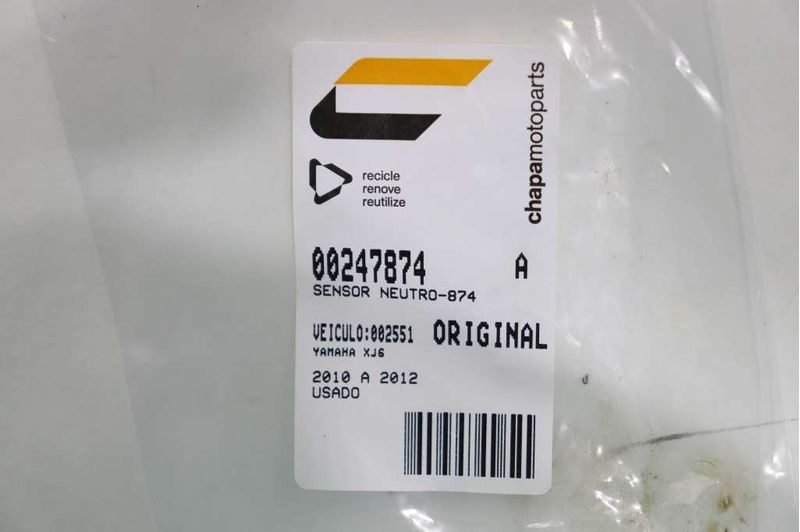 chapamotoparts
recicle
renove
reutilize
00247874 A
SENSOR NEUTRO-874
VEICULO:002551 ORIGINAL
YAMAHA XJ6
2010 A 2012
USADO